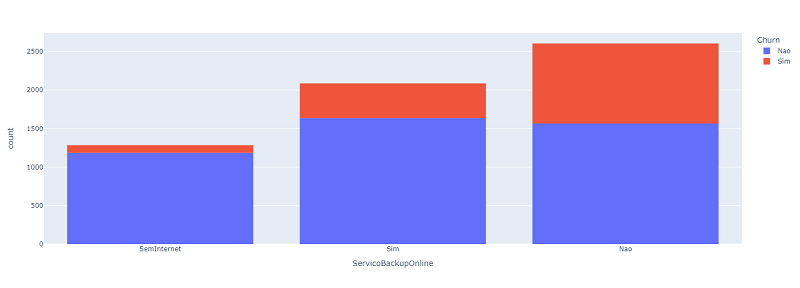 Churn
Nao
Sim
count
2500
2000
1500
1000
500
0
SemInternet
Sim
Nao
ServicoBackupOnline